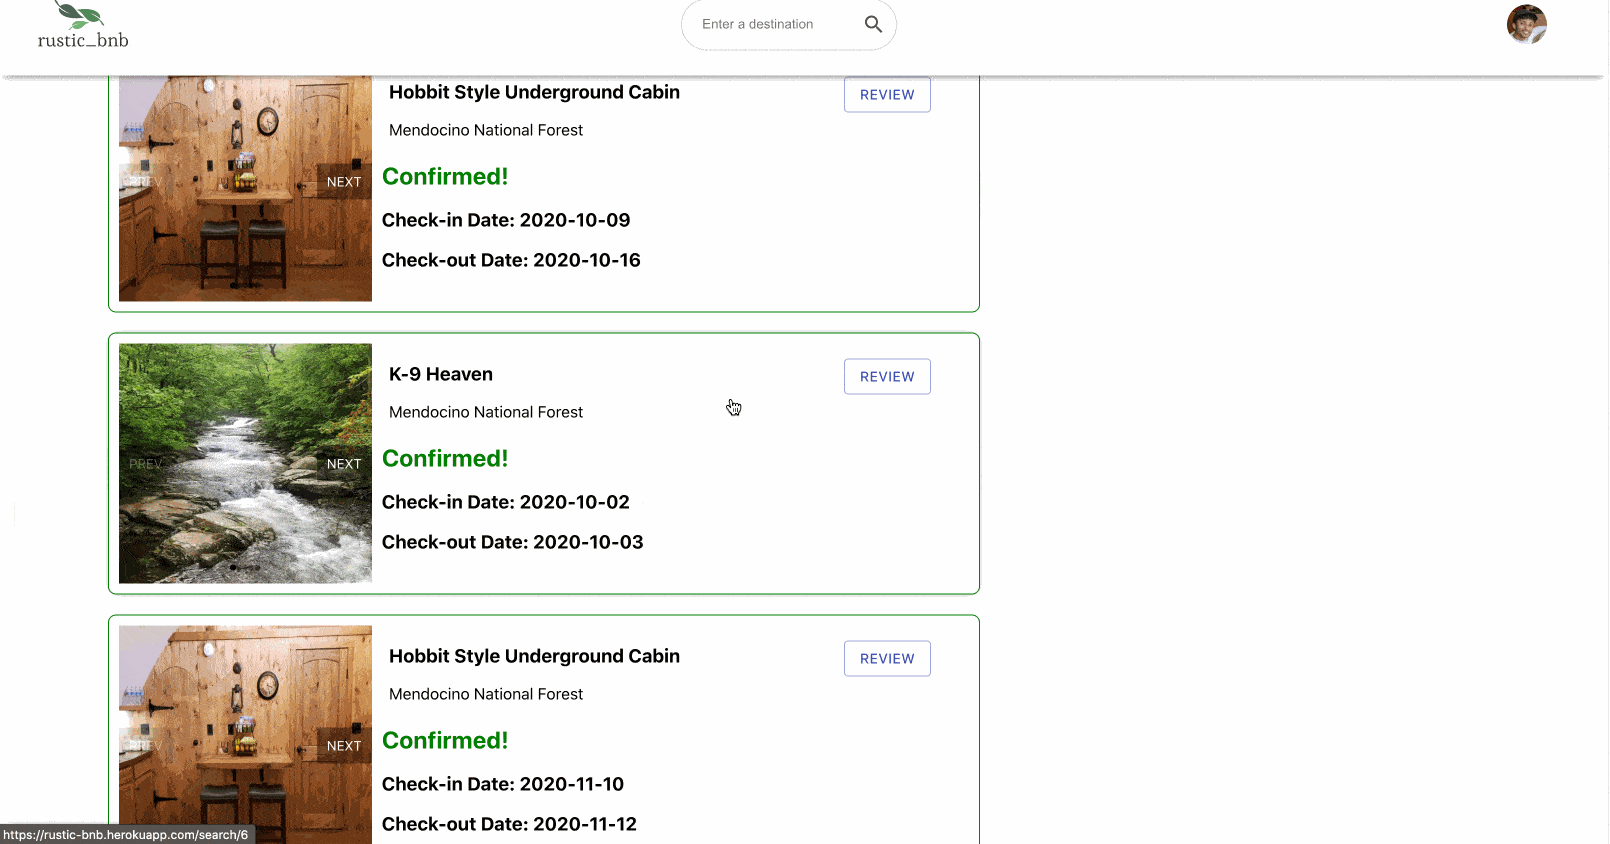 rustic_bnb
Enter a destination
Hobbit Style Underground Cabin
REVIEW
Mendocino National Forest
PREV
NEXT
Confirmed!
Check-in Date: 2020-10-09
Check-out Date: 2020-10-16
K-9 Heaven
REVIEW
Mendocino National Forest
PREV
NEXT
Confirmed!
Check-in Date: 2020-10-02
Check-out Date: 2020-10-03
Hobbit Style Underground Cabin
REVIEW
Mendocino National Forest
PREV
NEXT
Confirmed!
Check-in Date: 2020-11-10
Check-out Date: 2020-11-12
https://rustic-bnb.herokuapp.com/search/6